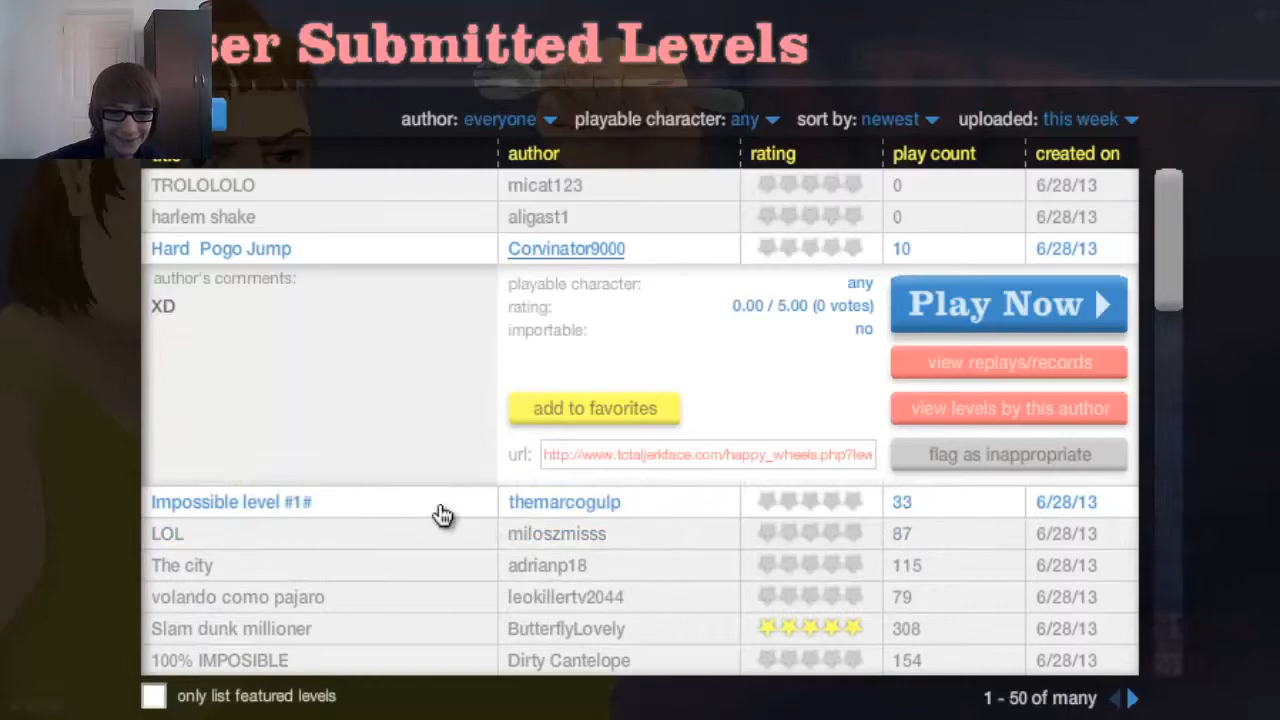 ser Submitted Levels
author: everyone playable character: any sort by: newest uploaded: this week
title author rating play count created on
TROLOLOLO micat123 0 6/28/13
harlem shake aligast1 0 6/28/13
Hard Pogo Jump Corvinator9000 10 6/28/13
author's comments:
XD
playable character: any
rating: 0.00 / 5.00 (0 votes)
importable: no
Play Now
view replays/records
view levels by this author
flag as inappropriate
add to favorites
url: http://www.totaljerkface.com/happy_wheels.php?leve
Impossible level #1# themarcogulp 33 6/28/13
LOL miloszmisss 87 6/28/13
The city adrianp18 115 6/28/13
volando como pajaro leokillertv2044 79 6/28/13
Slam dunk millioner ButterflyLovely 308 6/28/13
100% IMPOSIBLE Dirty Cantelope 154 6/28/13
only list featured levels
1 - 50 of many